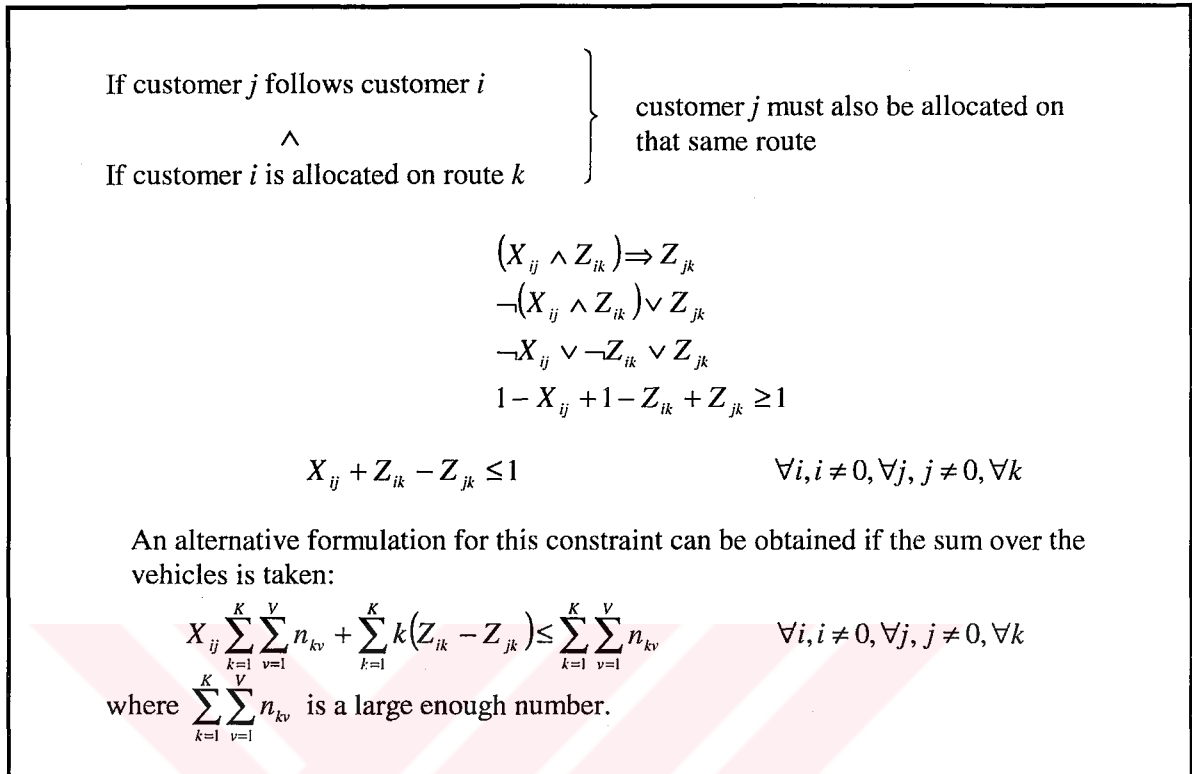 If customer j follows customer i
∧
If customer i is allocated on route k
customer j must also be allocated on
that same route
(X_ij ∧ Z_ik) ⇒ Z_jk
¬(X_ij ∧ Z_ik) ∨ Z_jk
¬X_ij ∨ ¬Z_ik ∨ Z_jk
1 − X_ij + 1 − Z_ik + Z_jk ≥ 1
X_ij + Z_ik − Z_jk ≤ 1 ∀i, i ≠ 0, ∀j, j ≠ 0, ∀k
An alternative formulation for this constraint can be obtained if the sum over the
vehicles is taken:
X_ij ∑_{k=1}^{K} ∑_{v=1}^{V} n_kv + ∑_{k=1}^{K} k(Z_ik − Z_jk) ≤ ∑_{k=1}^{K} ∑_{v=1}^{V} n_kv ∀i, i ≠ 0, ∀j, j ≠ 0, ∀k
where ∑_{k=1}^{K} ∑_{v=1}^{V} n_kv is a large enough number.